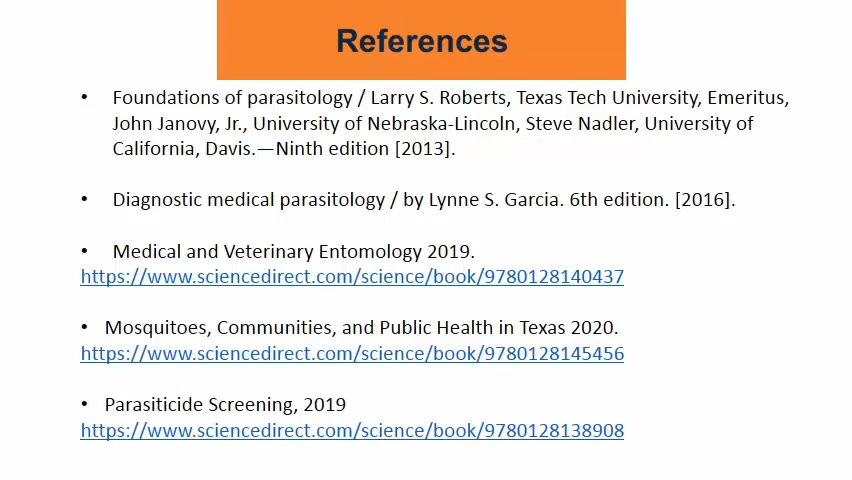 References
• Foundations of parasitology / Larry S. Roberts, Texas Tech University, Emeritus,
John Janovy, Jr., University of Nebraska-Lincoln, Steve Nadler, University of
California, Davis.—Ninth edition [2013].
• Diagnostic medical parasitology / by Lynne S. Garcia. 6th edition. [2016].
• Medical and Veterinary Entomology 2019.
https://www.sciencedirect.com/science/book/9780128140437
• Mosquitoes, Communities, and Public Health in Texas 2020.
https://www.sciencedirect.com/science/book/9780128145456
• Parasiticide Screening, 2019
https://www.sciencedirect.com/science/book/9780128138908